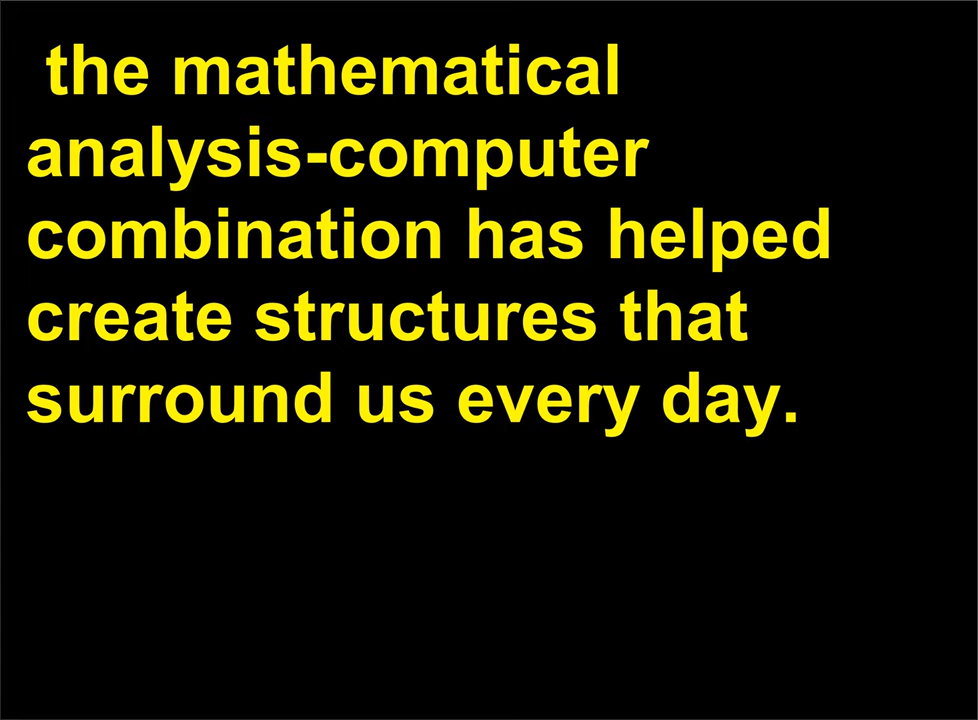 the mathematical
analysis-computer
combination has helped
create structures that
surround us every day.